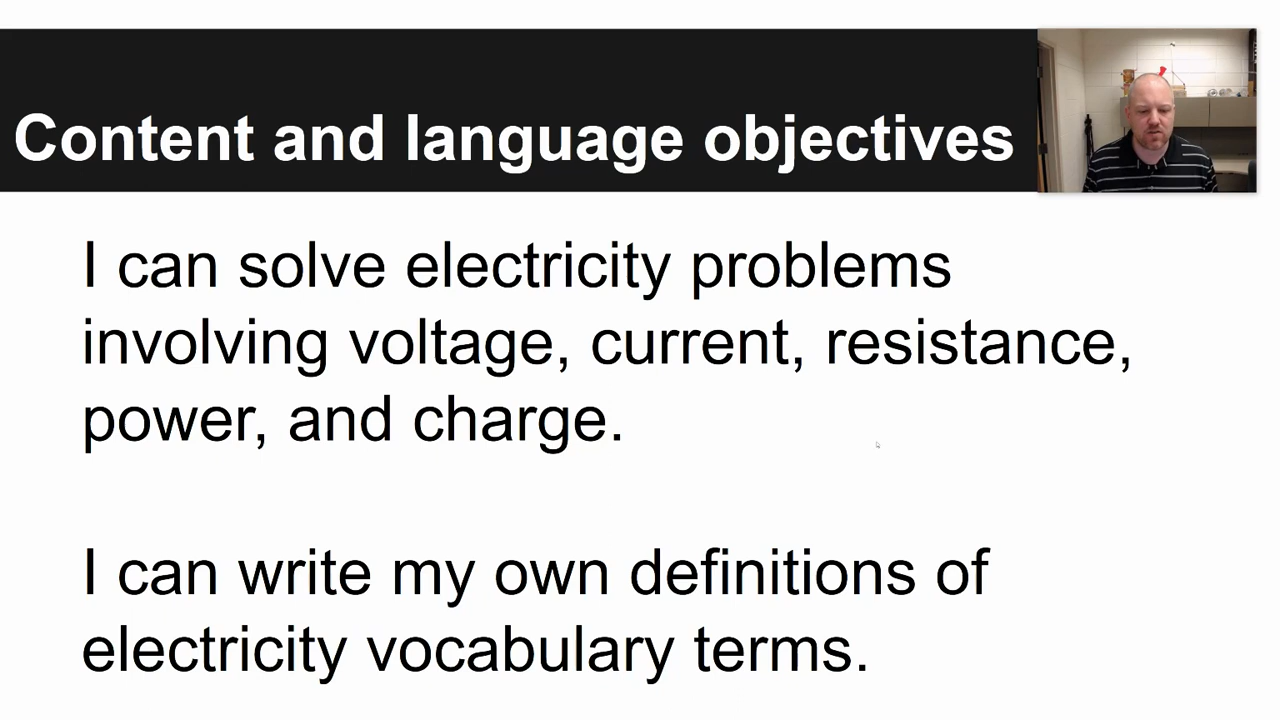 Content and language objectives
I can solve electricity problems
involving voltage, current, resistance,
power, and charge.
I can write my own definitions of
electricity vocabulary terms.